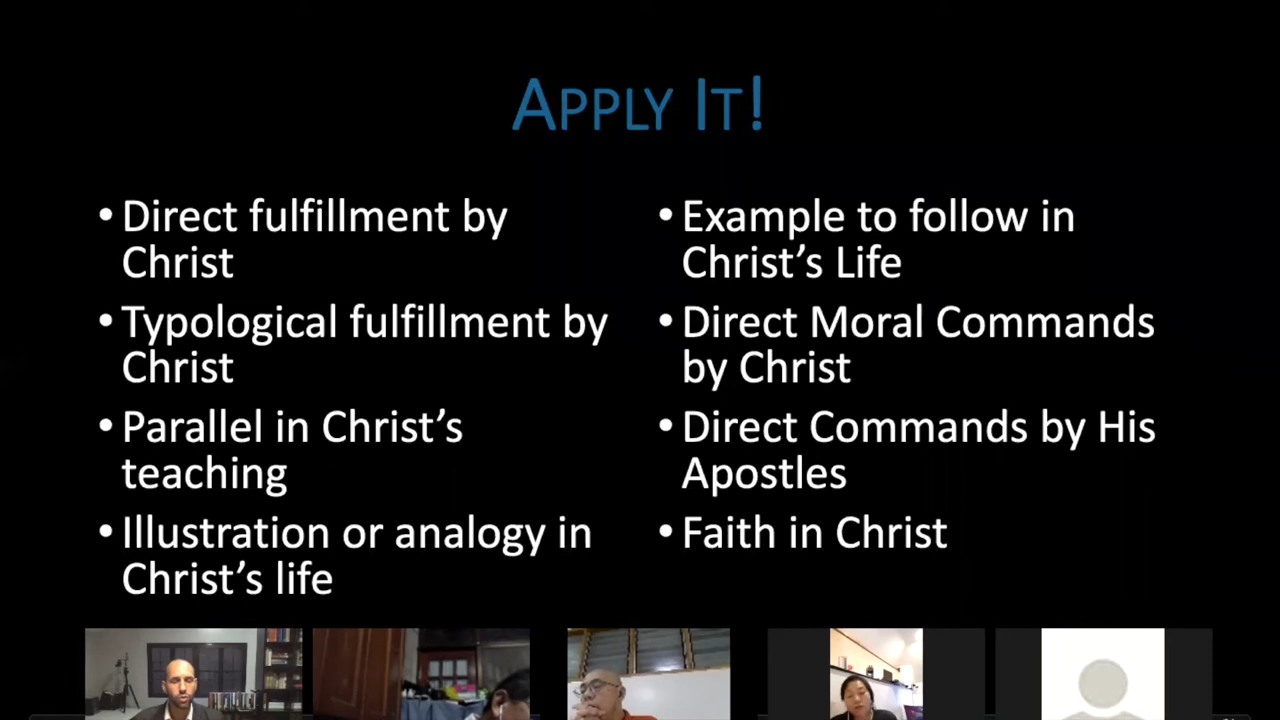 APPLY IT!
• Direct fulfillment by
Christ
• Typological fulfillment by
Christ
• Parallel in Christ’s
teaching
• Illustration or analogy in
Christ’s life
• Example to follow in
Christ’s Life
• Direct Moral Commands
by Christ
• Direct Commands by His
Apostles
• Faith in Christ